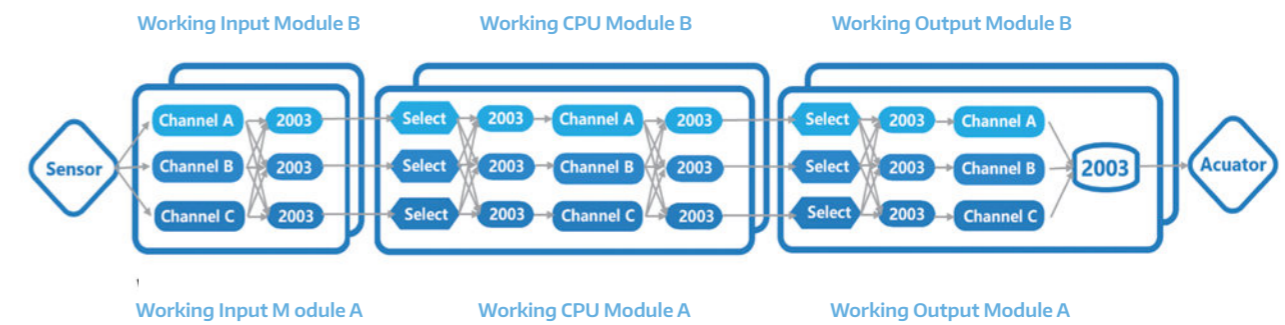 Working Input Module B
Working CPU Module B
Working Output Module B
Channel A
2003
Select
2003
Channel A
2003
Select
2003
Channel A
Sensor
Channel B
2003
Select
2003
Channel B
2003
Select
2003
Channel B
2003
Acuator
Channel C
2003
Select
2003
Channel C
2003
Select
2003
Channel C
Working Input M odule A
Working CPU Module A
Working Output Module A